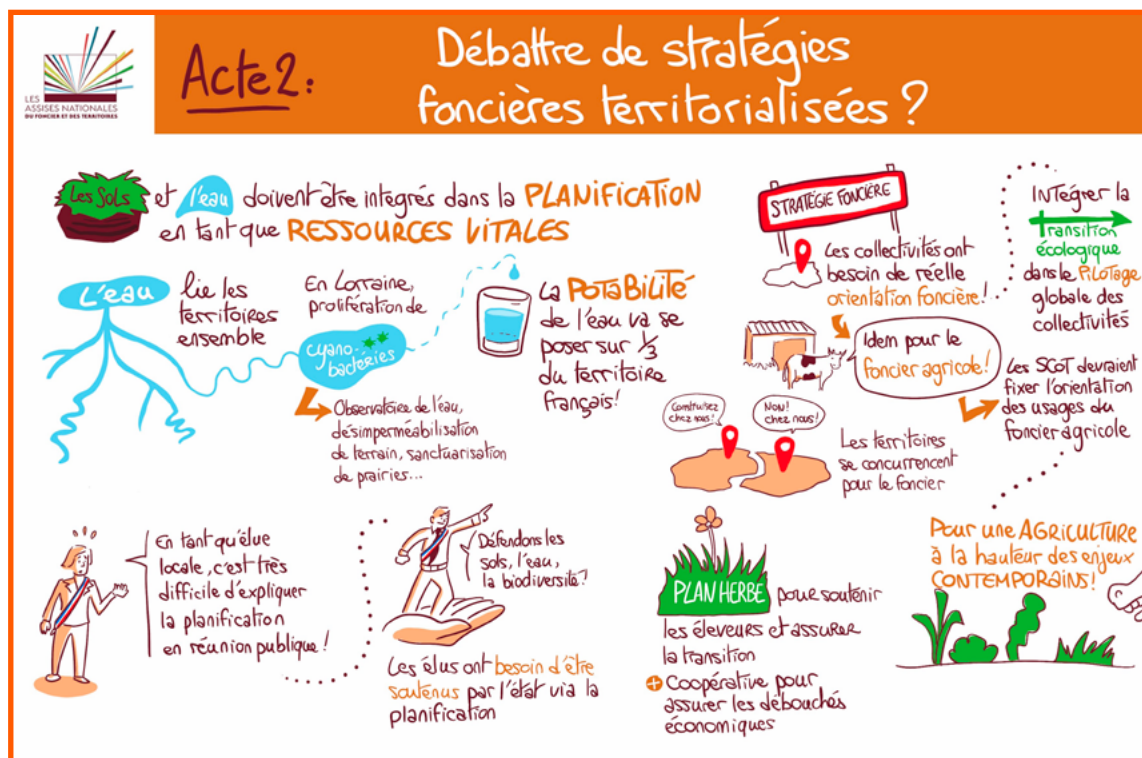 LES
ASSISES NATIONALES
DU FONCIER ET DES TERRITOIRES
Acte 2:
Débattre de stratégies
foncières territorialisées ?
Les sols et l'eau doivent être intégrés dans la PLANIFICATION
en tant que RESSOURCES VITALES
L'eau lie les
territoires
ensemble
En Lorraine,
prolifération de
cyano-
bactéries
Observatoire de l'eau,
désimperméabilisation
de terrain, sanctuarisation
de prairies...
La POTABILITÉ
de l'eau va se
poser sur 1/3
du territoire
français!
STRATÉGIE FONCIÈRE
Les collectivités ont
besoin de réelle
orientation foncière!
Idem pour le
foncier agricole!
Construisez
chez nous!
Non!
chez nous!
Les territoires
se concurrencent
pour le foncier
Intégrer la
transition
écologique
dans le PiLoTage
globale des
collectivités
Les SCOT devraient
fixer l'orientation
des usages du
foncier agricole
En tant qu'élue
locale, c'est très
difficile d'expliquer
la planification
en réunion publique!
Défendons les
sols, l'eau,
la biodiversité!
Les élus ont besoin d'être
soutenus par l'état via la
planification
PLAN HERBE pour soutenir
les éleveurs et assurer
la transition
+ Coopérative pour
assurer les débouchés
économiques
Pour une AGRICULTURE
à la hauteur des enjeux
CONTEMPORAINS!